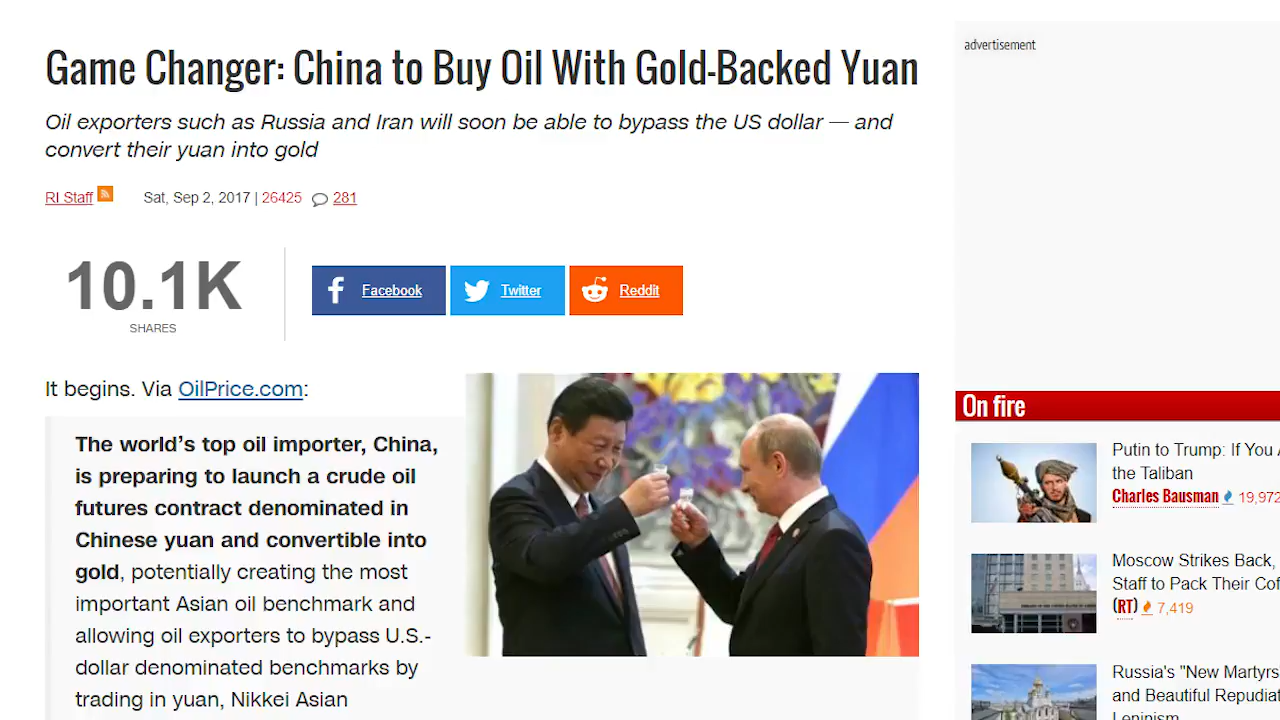 Game Changer: China to Buy Oil With Gold-Backed Yuan
Oil exporters such as Russia and Iran will soon be able to bypass the US dollar — and
convert their yuan into gold
RI Staff Sat, Sep 2, 2017 | 26425 281
10.1K
SHARES
Facebook Twitter Reddit
It begins. Via OilPrice.com:
The world’s top oil importer, China,
is preparing to launch a crude oil
futures contract denominated in
Chinese yuan and convertible into
gold, potentially creating the most
important Asian oil benchmark and
allowing oil exporters to bypass U.S.-
dollar denominated benchmarks by
trading in yuan, Nikkei Asian
advertisement
On fire
Putin to Trump: If You
the Taliban
Charles Bausman 19,972
Moscow Strikes Back,
Staff to Pack Their
(RT) 7,419
Russia's "New Martyrs
and Beautiful
Leninism